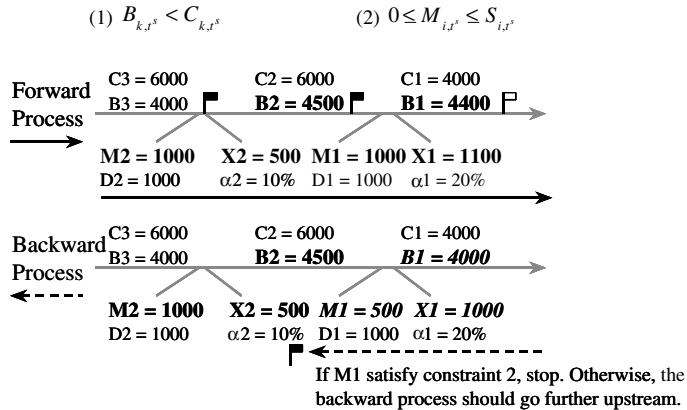 (1) B_{k,t^s} < C_{k,t^s} (2) 0 ≤ M_{i,t^s} ≤ S_{i,t^s}
C3 = 6000 C2 = 6000 C1 = 4000
Forward B3 = 4000 B2 = 4500 B1 = 4400
Process
M2 = 1000 X2 = 500 M1 = 1000 X1 = 1100
D2 = 1000 α2 = 10% D1 = 1000 α1 = 20%
Backward C3 = 6000 C2 = 6000 C1 = 4000
Process B3 = 4000 B2 = 4500 B1 = 4000
M2 = 1000 X2 = 500 M1 = 500 X1 = 1000
D2 = 1000 α2 = 10% D1 = 1000 α1 = 20%
If M1 satisfy constraint 2, stop. Otherwise, the
backward process should go further upstream.